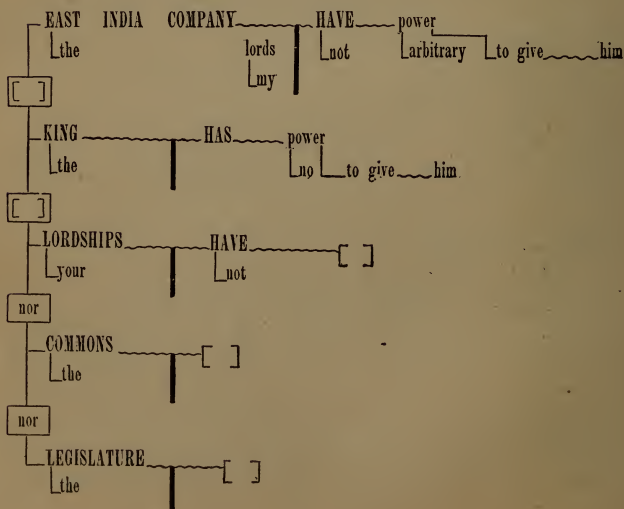 EAST INDIA COMPANY HAVE power
the lords not arbitrary to give him
my
[ ]
KING HAS power
the no to give him
[ ]
LORDSHIPS HAVE [ ]
your not
nor
COMMONS [ ]
the
nor
LEGISLATURE [ ]
the